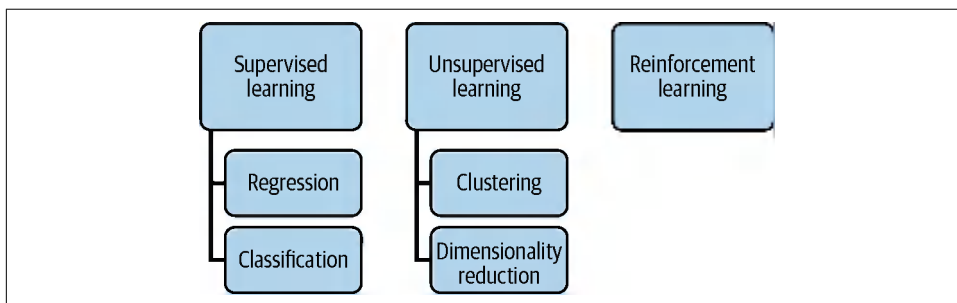 Supervised
learning
Unsupervised
learning
Reinforcement
learning
Regression
Clustering
Classification
Dimensionality
reduction